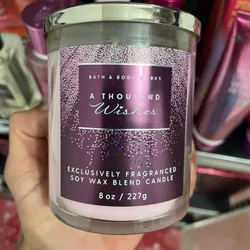 BATH & BODY WORKS
A THOUSAND
Wishes
EXCLUSIVELY FRAGRANCED
SOY WAX BLEND CANDLE
8 oz / 227g